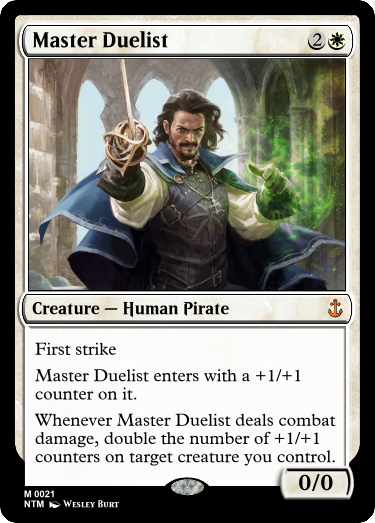 Master Duelist 2
Creature — Human Pirate
First strike
Master Duelist enters with a +1/+1
counter on it.
Whenever Master Duelist deals combat
damage, double the number of +1/+1
counters on target creature you control.
0/0
M 0021
NTM Wesley Burt